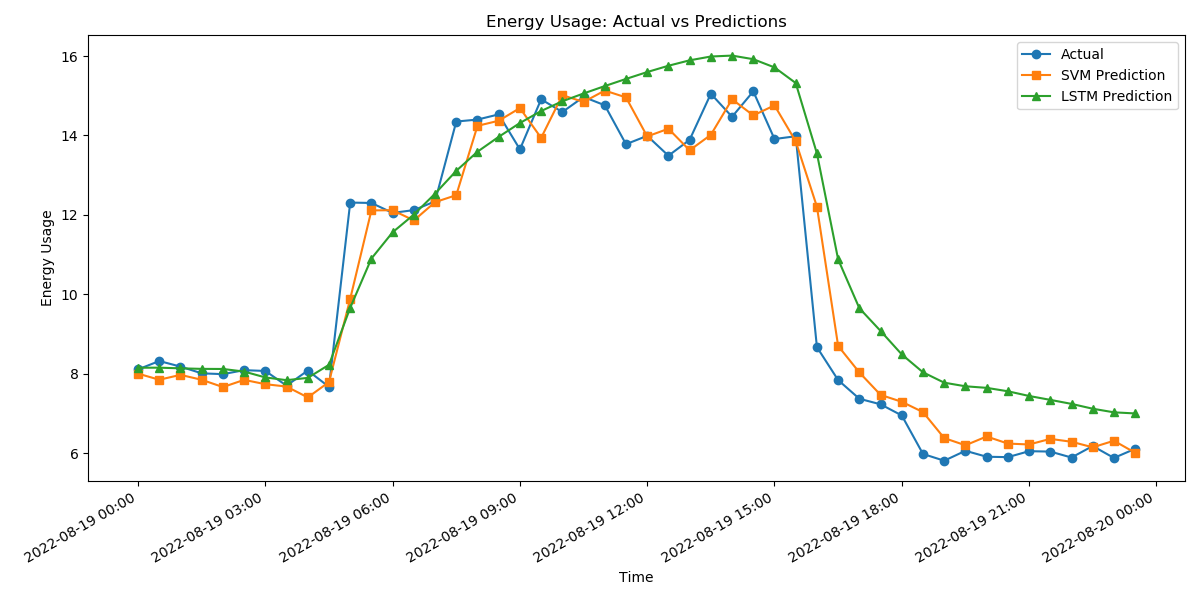 Energy Usage: Actual vs Predictions
Actual
SVM Prediction
LSTM Prediction
16
14
12
10
8
6
Energy Usage
2022-08-19 00:00
2022-08-19 03:00
2022-08-19 06:00
2022-08-19 09:00
2022-08-19 12:00
2022-08-19 15:00
2022-08-19 18:00
2022-08-19 21:00
2022-08-20 00:00
Time